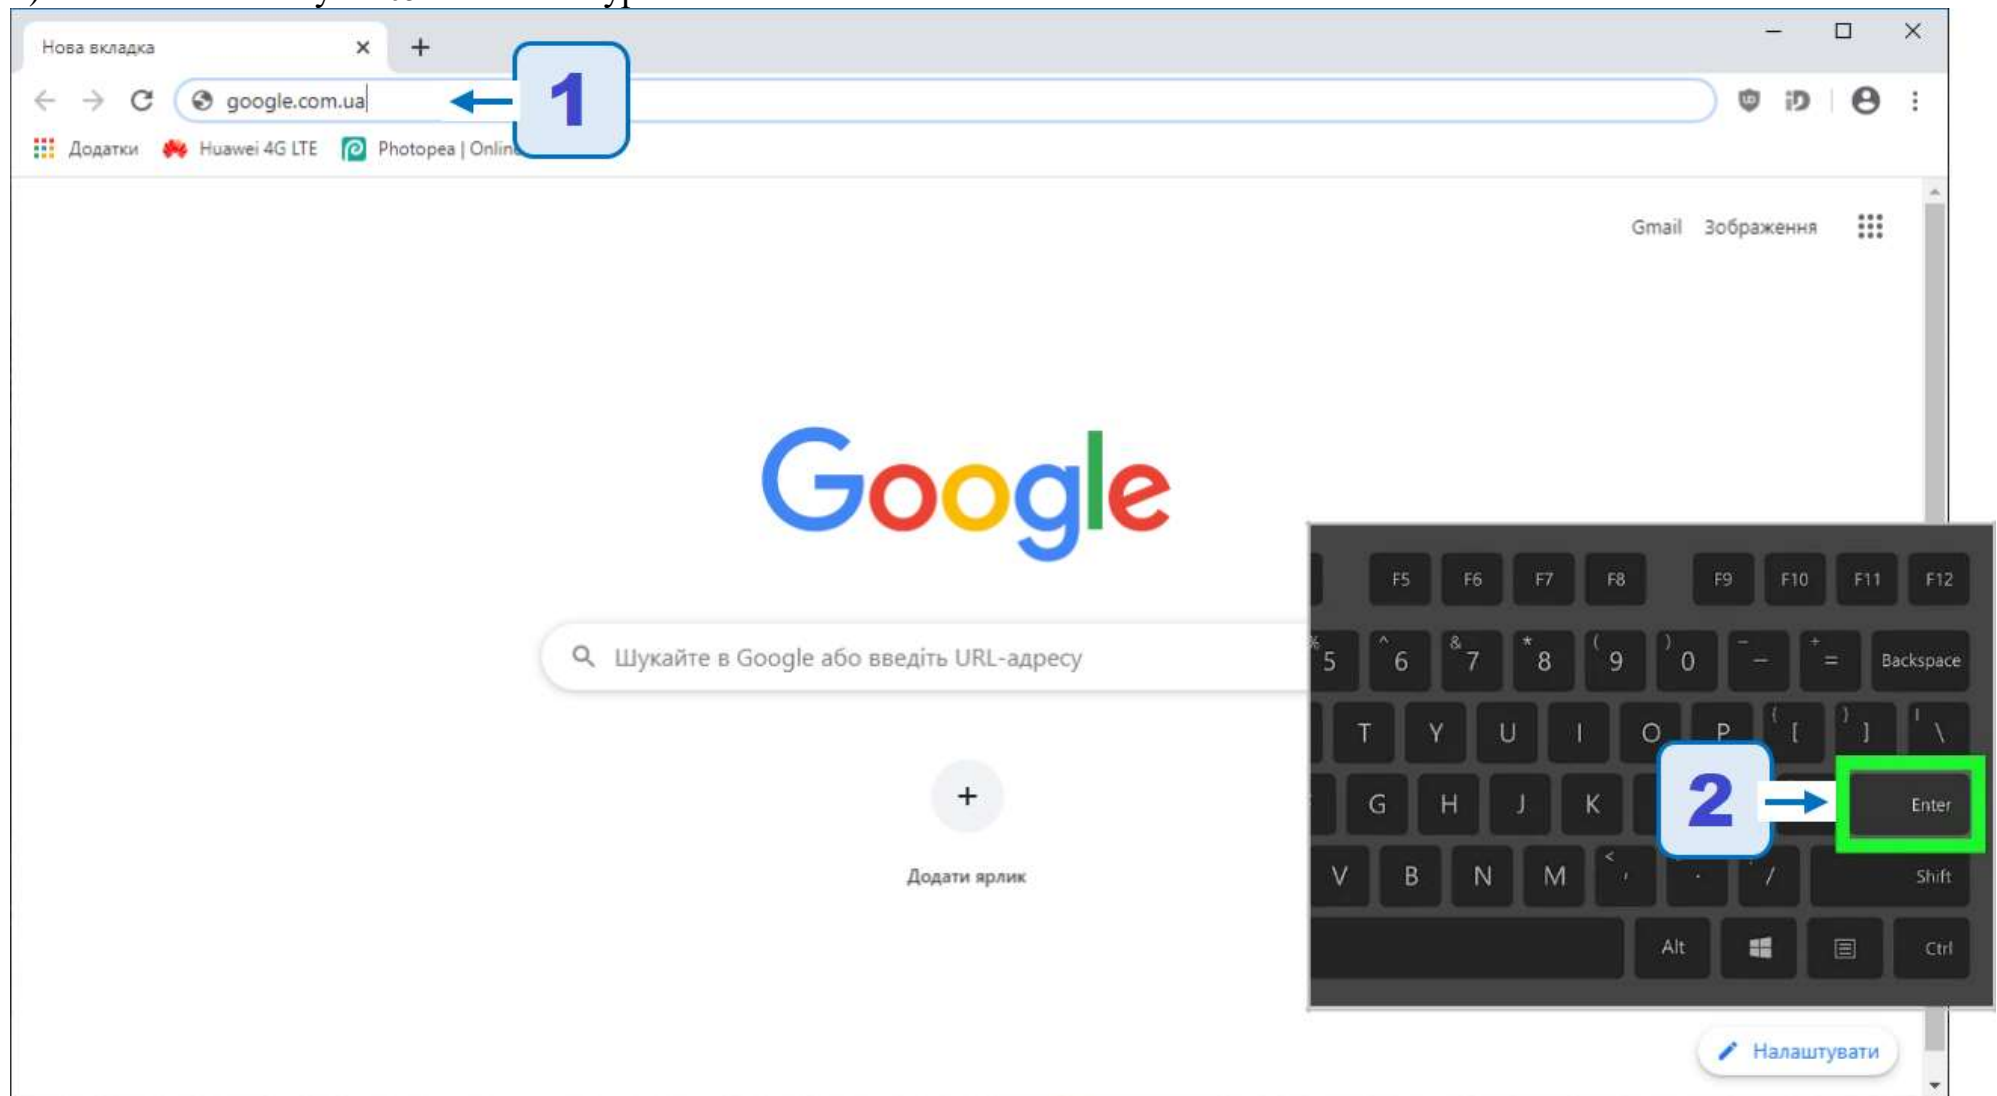 Нова вкладка
google.com.ua
1
Додатки Huawei 4G LTE Photopea |
Gmail Зображення
Google
Шукайте в Google або введіть URL-адресу
Додати ярлик
F5 F6 F7 F8 F9 F10 F11 F12
% 5 ^ 6 & 7 * 8 ( 9 ) 0 _ - + = Backspace
T Y U I O P { [ } ] | \
G H J K 2 Enter
V B N M < , . / Shift
Alt Ctrl
Налаштувати